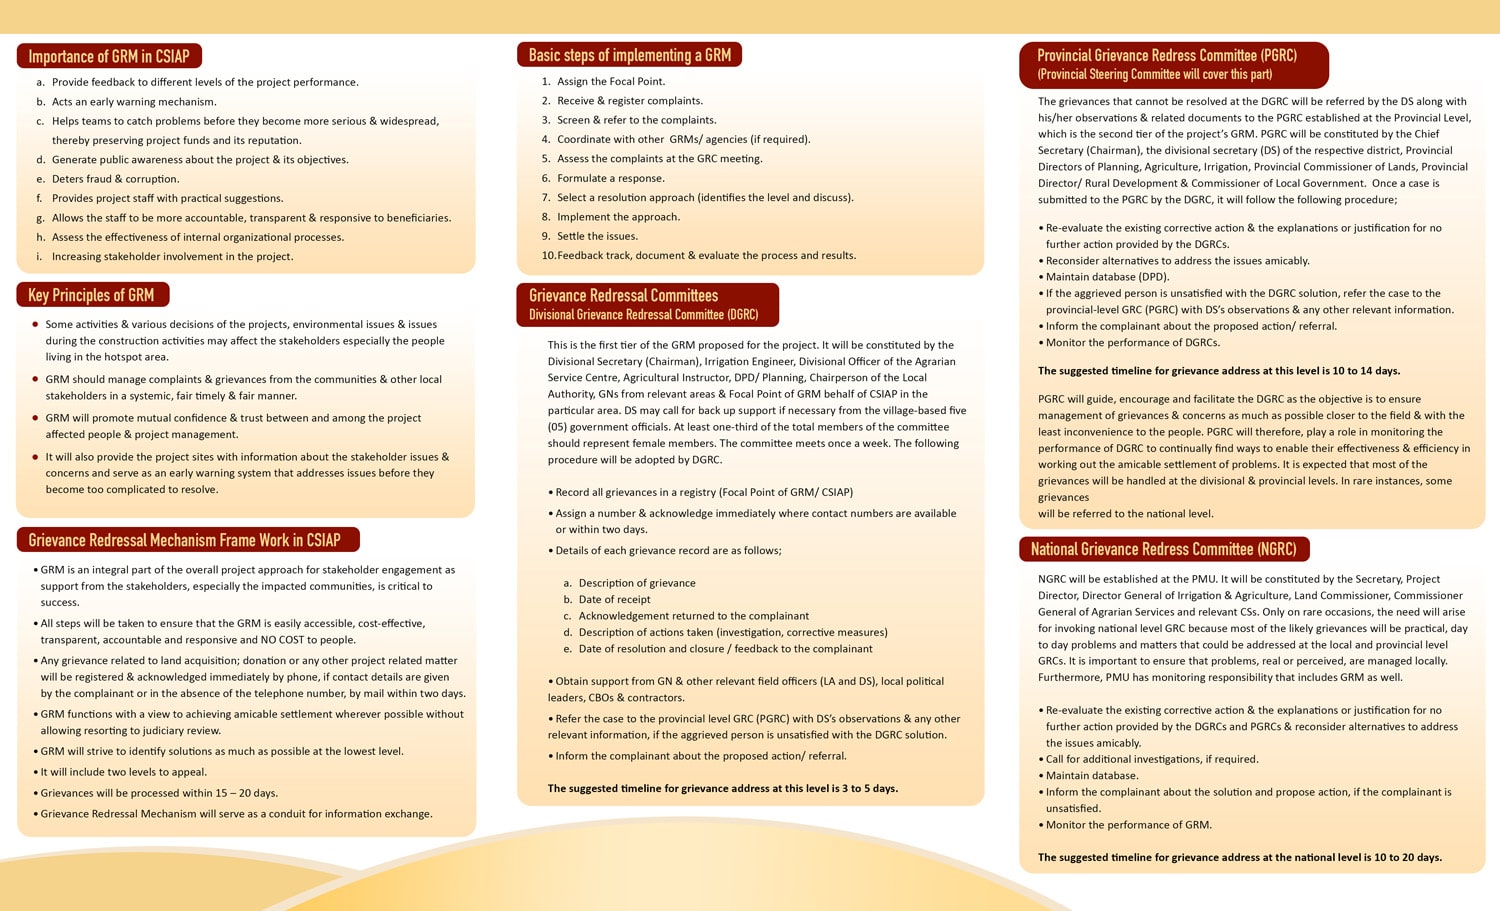 Importance of GRM in CSIAP
a. Provide feedback to different levels of the project performance.
b. Acts an early warning mechanism.
c. Helps teams to catch problems before they become more serious & widespread,
thereby preserving project funds and its reputation.
d. Generate public awareness about the project & its objectives.
e. Deters fraud & corruption.
f. Provides project staff with practical suggestions.
g. Allows the staff to be more accountable, transparent & responsive to beneficiaries.
h. Assess the effectiveness of internal organizational processes.
i. Increasing stakeholder involvement in the project.
Key Principles of GRM
• Some activities & various decisions of the projects, environmental issues & issues
during the construction activities may affect the stakeholders especially the people
living in the hotspot area.
• GRM should manage complaints & grievances from the communities & other local
stakeholders in a systemic, fair timely & fair manner.
• GRM will promote mutual confidence & trust between and among the project
affected people & project management.
• It will also provide the project sites with information about the stakeholder issues &
concerns and serve as an early warning system that addresses issues before they
become too complicated to resolve.
Grievance Redressal Mechanism Frame Work in CSIAP
• GRM is an integral part of the overall project approach for stakeholder engagement as
support from the stakeholders, especially the impacted communities, is critical to
success.
• All steps will be taken to ensure that the GRM is easily accessible, cost-effective,
transparent, accountable and responsive and NO COST to people.
• Any grievance related to land acquisition; donation or any other project related matter
will be registered & acknowledged immediately by phone, if contact details are given
by the complainant or in the absence of the telephone number, by mail within two days.
• GRM functions with a view to achieving amicable settlement wherever possible without
allowing resorting to judiciary review.
• GRM will strive to identify solutions as much as possible at the lowest level.
• It will include two levels to appeal.
• Grievances will be processed within 15 – 20 days.
• Grievance Redressal Mechanism will serve as a conduit for information exchange.
Basic steps of implementing a GRM
1. Assign the Focal Point.
2. Receive & register complaints.
3. Screen & refer to the complaints.
4. Coordinate with other GRMs/ agencies (if required).
5. Assess the complaints at the GRC meeting.
6. Formulate a response.
7. Select a resolution approach (identifies the level and discuss).
8. Implement the approach.
9. Settle the issues.
10.Feedback track, document & evaluate the process and results.
Grievance Redressal Committees
Divisional Grievance Redressal Committee (DGRC)
This is the first tier of the GRM proposed for the project. It will be constituted by the
Divisional Secretary (Chairman), Irrigation Engineer, Divisional Officer of the Agrarian
Service Centre, Agricultural Instructor, DPD/ Planning, Chairperson of the Local
Authority, GNs from relevant areas & Focal Point of GRM behalf of CSIAP in the
particular area. DS may call for back up support if necessary from the village-based five
(05) government officials. At least one-third of the total members of the committee
should represent female members. The committee meets once a week. The following
procedure will be adopted by DGRC.
• Record all grievances in a registry (Focal Point of GRM/ CSIAP)
• Assign a number & acknowledge immediately where contact numbers are available
or within two days.
• Details of each grievance record are as follows;
a. Description of grievance
b. Date of receipt
c. Acknowledgement returned to the complainant
d. Description of actions taken (investigation, corrective measures)
e. Date of resolution and closure / feedback to the complainant
• Obtain support from GN & other relevant field officers (LA and DS), local political
leaders, CBOs & contractors.
• Refer the case to the provincial level GRC (PGRC) with DS's observations & any other
relevant information, if the aggrieved person is unsatisfied with the DGRC solution.
• Inform the complainant about the proposed action/ referral.
The suggested timeline for grievance address at this level is 3 to 5 days.
Provincial Grievance Redress Committee (PGRC)
(Provincial Steering Committee will cover this part)
The grievances that cannot be resolved at the DGRC will be referred by the DS along with
his/her observations & related documents to the PGRC established at the Provincial Level,
which is the second tier of the project's GRM. PGRC will be constituted by the Chief
Secretary (Chairman), the divisional secretary (DS) of the respective district, Provincial
Directors of Planning, Agriculture, Irrigation, Provincial Commissioner of Lands, Provincial
Director/ Rural Development & Commissioner of Local Government. Once a case is
submitted to the PGRC by the DGRC, it will follow the following procedure;
• Re-evaluate the existing corrective action & the explanations or justification for no
further action provided by the DGRCs.
• Reconsider alternatives to address the issues amicably.
• Maintain database (DPD).
• If the aggrieved person is unsatisfied with the DGRC solution, refer the case to the
provincial-level GRC (PGRC) with DS's observations & any other relevant information.
• Inform the complainant about the proposed action/ referral.
• Monitor the performance of DGRCs.
The suggested timeline for grievance address at this level is 10 to 14 days.
PGRC will guide, encourage and facilitate the DGRC as the objective is to ensure
management of grievances & concerns as much as possible closer to the field & with the
least inconvenience to the people. PGRC will therefore, play a role in monitoring the
performance of DGRC to continually find ways to enable their effectiveness & efficiency in
working out the amicable settlement of problems. It is expected that most of the
grievances will be handled at the divisional & provincial levels. In rare instances, some
grievances
will be referred to the national level.
National Grievance Redress Committee (NGRC)
NGRC will be established at the PMU. It will be constituted by the Secretary, Project
Director, Director General of Irrigation & Agriculture, Land Commissioner, Commissioner
General of Agrarian Services and relevant CSs. Only on rare occasions, the need will arise
for invoking national level GRC because most of the likely grievances will be practical, day
to day problems and matters that could be addressed at the local and provincial level
GRCs. It is important to ensure that problems, real or perceived, are managed locally.
Furthermore, PMU has monitoring responsibility that includes GRM as well.
• Re-evaluate the existing corrective action & the explanations or justification for no
further action provided by the DGRCs and PGRCs & reconsider alternatives to address
the issues amicably.
• Call for additional investigations, if required.
• Maintain database.
• Inform the complainant about the solution and propose action, if the complainant is
unsatisfied.
• Monitor the performance of GRM.
The suggested timeline for grievance address at the national level is 10 to 20 days.